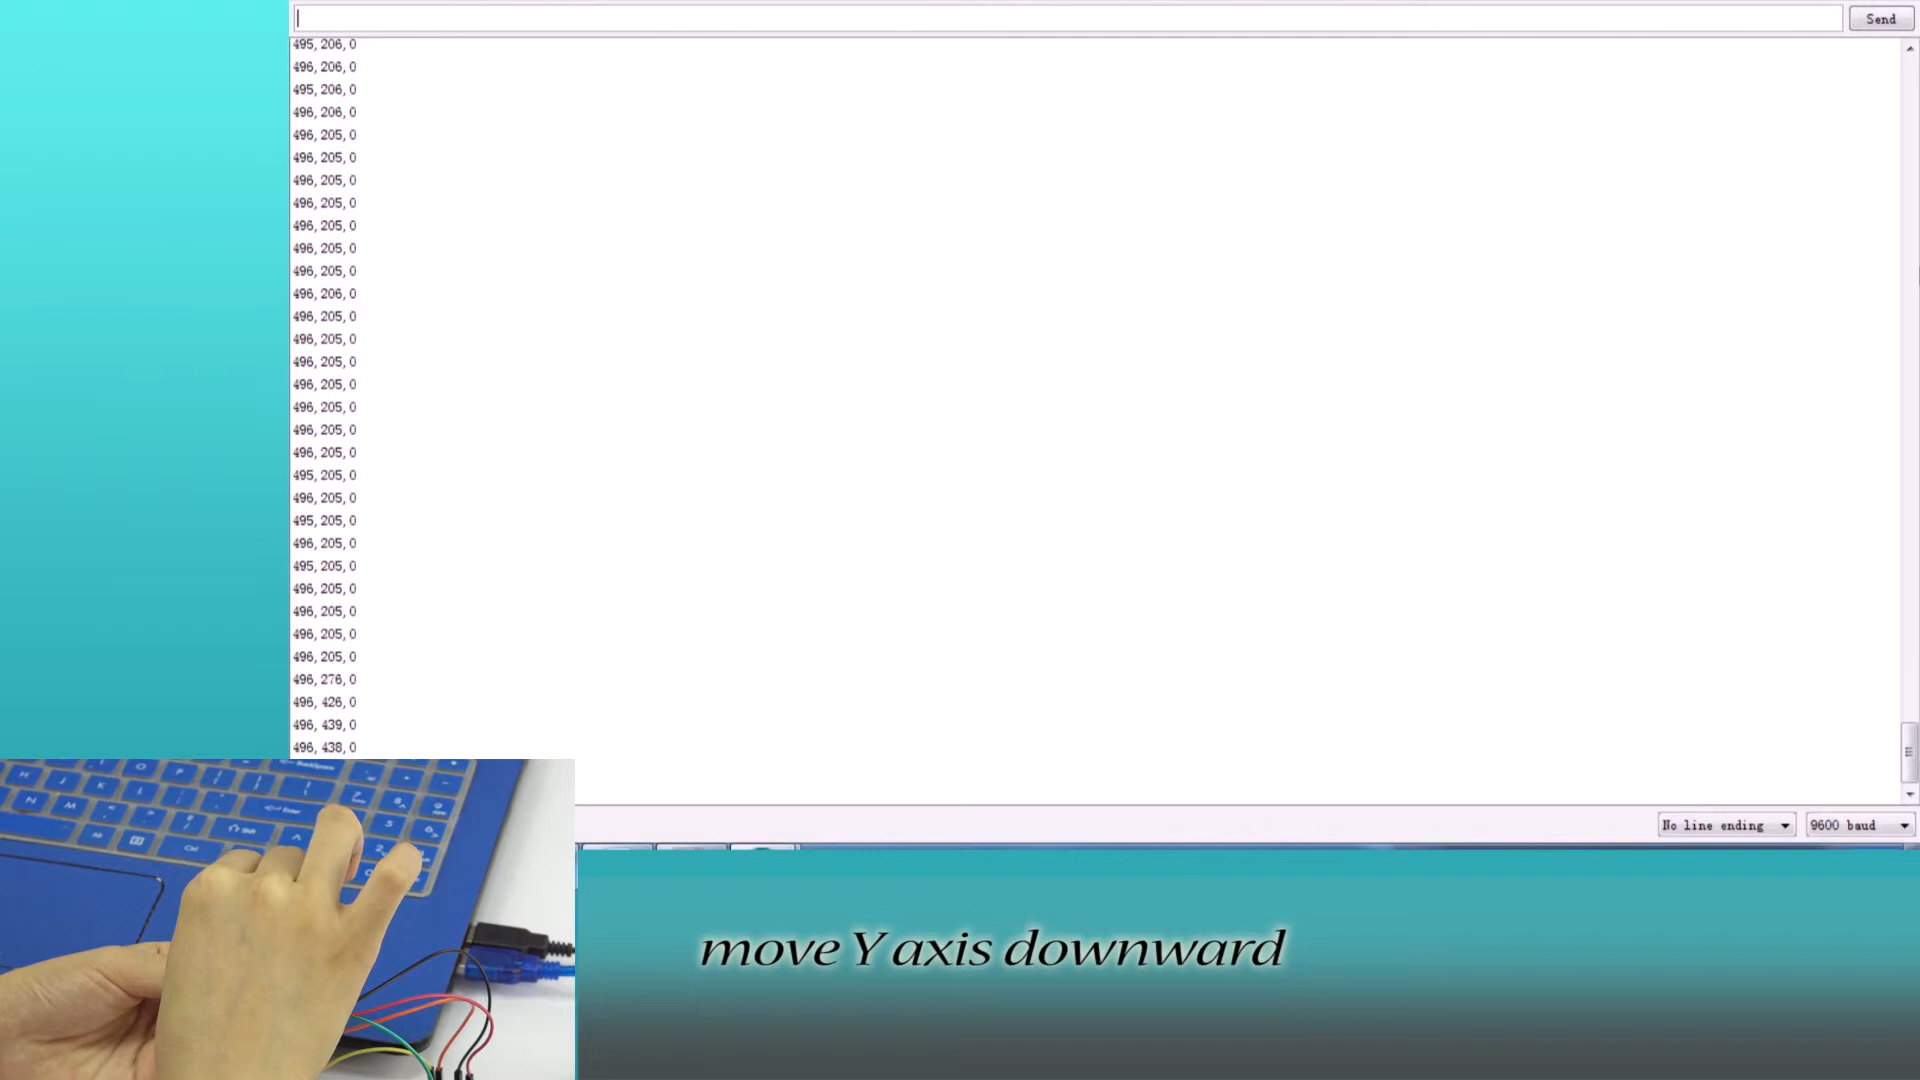 Send
495, 206, 0
496, 206, 0
495, 206, 0
496, 206, 0
496, 205, 0
496, 205, 0
496, 205, 0
496, 205, 0
496, 205, 0
496, 205, 0
496, 205, 0
496, 206, 0
496, 205, 0
496, 205, 0
496, 205, 0
496, 205, 0
496, 205, 0
496, 205, 0
496, 205, 0
495, 205, 0
496, 205, 0
495, 205, 0
496, 205, 0
495, 205, 0
496, 205, 0
496, 205, 0
496, 205, 0
496, 205, 0
496, 276, 0
496, 426, 0
496, 439, 0
496, 438, 0
No line ending
9600 baud
BackSpace
Enter
Shift
Ctrl
move Y axis downward